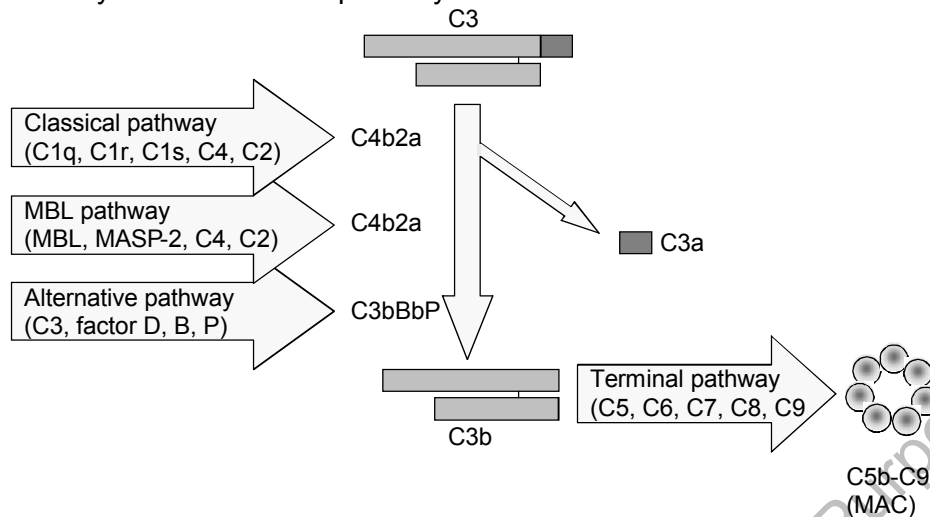 C3
Classical pathway
(C1q, C1r, C1s, C4, C2)
C4b2a
MBL pathway
(MBL, MASP-2, C4, C2)
C4b2a
C3a
Alternative pathway
(C3, factor D, B, P)
C3bBbP
Terminal pathway
(C5, C6, C7, C8, C9
C3b
C5b-C9
(MAC)